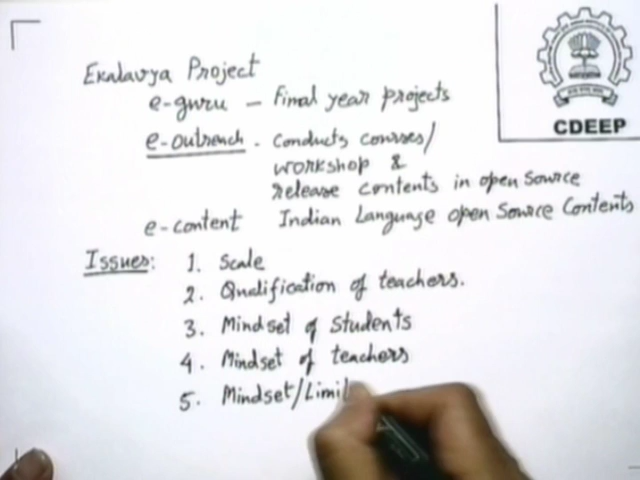 Ekalavya Project
e-guru – Final year projects
e-outreach - Conducts courses/
workshop &
release contents in open source
e-content Indian Language open Source Contents
Issues: 1. Scale
2. Qualification of teachers.
3. Mindset of Students
4. Mindset of teachers
5. Mindset/Limi
CDEEP